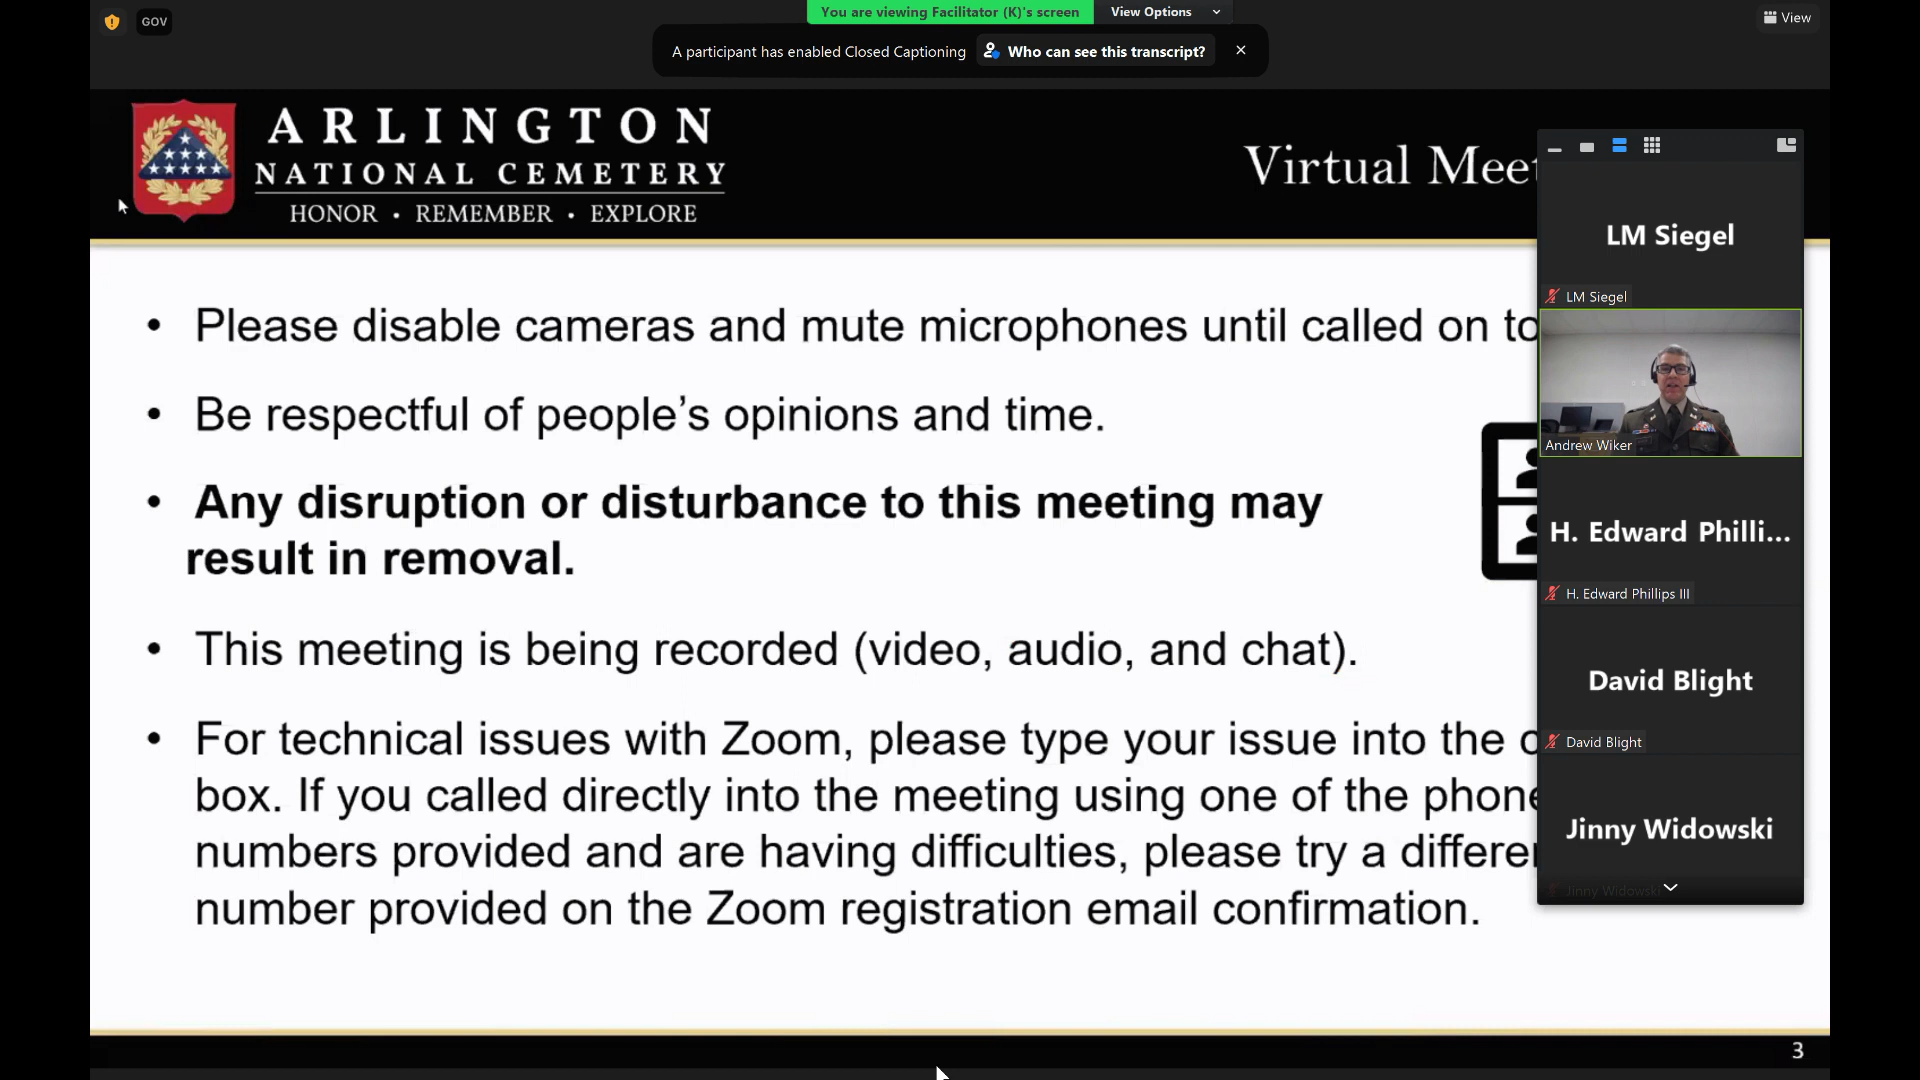 You are viewing Facilitator (K)'s screen
View Options
GOV
View
A participant has enabled Closed Captioning
Who can see this transcript?
ARLINGTON
NATIONAL CEMETERY
HONOR • REMEMBER • EXPLORE
Virtual
• Please disable cameras and mute microphones until called on to
• Be respectful of people's opinions and time.
• Any disruption or disturbance to this meeting may
result in removal.
• This meeting is being recorded (video, audio, and chat).
• For technical issues with Zoom, please type your issue into the
box. If you called directly into the meeting using one of the phone
numbers provided and are having difficulties, please try a
number provided on the Zoom registration email confirmation.
LM Siegel
LM Siegel
Andrew Wiker
H. Edward Philli...
H. Edward Phillips III
David Blight
David Blight
Jinny Widowski
Jinny Widowski
3